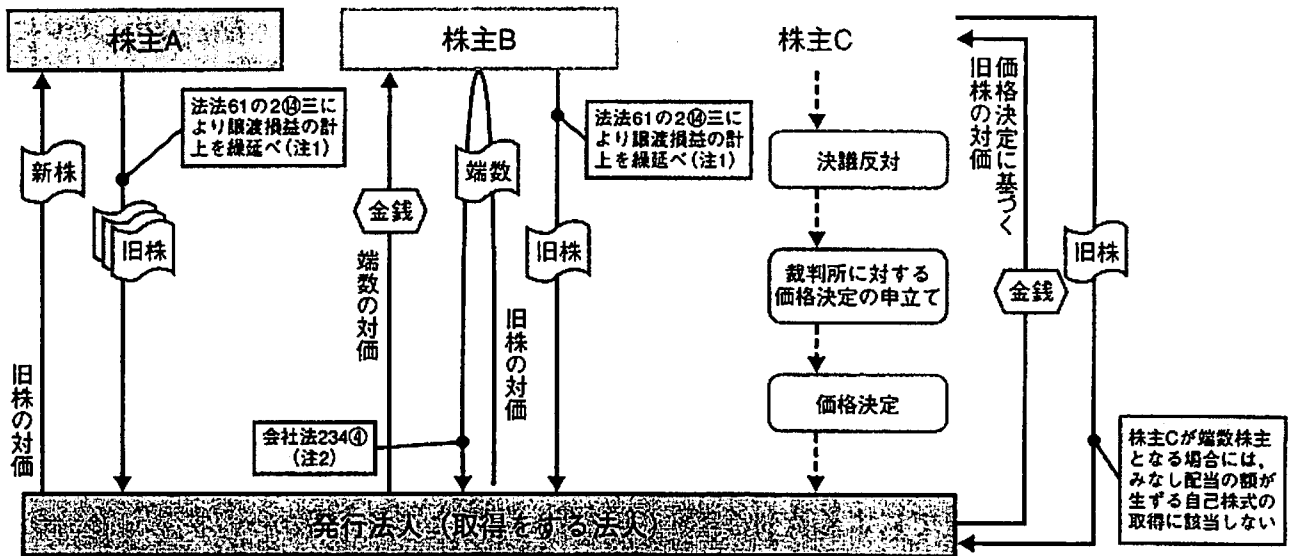 株主A
株主B
株主C
新株
法法61の2⑭三に
より譲渡損益の計
上を繰延べ(注1)
旧株
旧株の対価
金銭
端数の対価
端数
旧株の対価
会社法234④
(注2)
法法61の2⑭三に
より譲渡損益の計
上を繰延べ(注1)
旧株
決議反対
裁判所に対する
価格決定の申立て
価格決定
価格決定に基づく
旧株の対価
金銭
旧株
株主Cが端数株主
となる場合には,
みなし配当の額が
生ずる自己株式の
取得に該当しない
発行法人(取得をする法人)